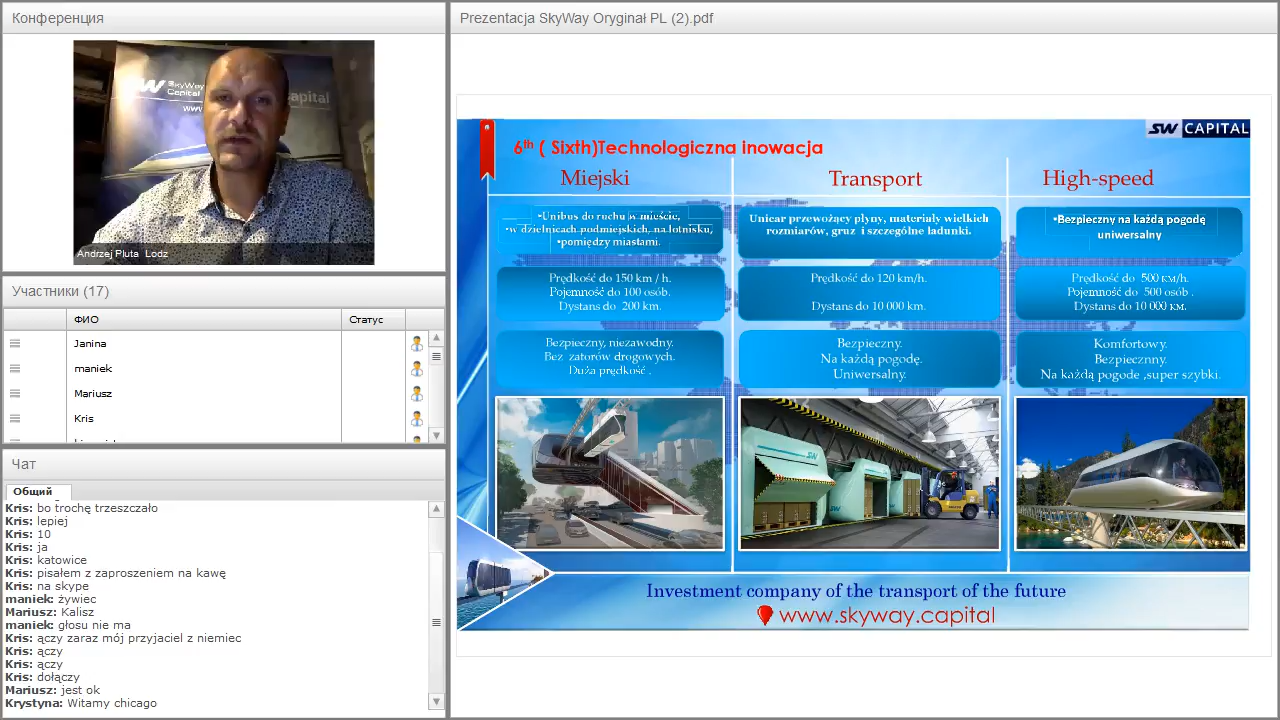 Конференция
SkyWay
Capital
capital
www
Andrzej Pluta Lodz
Участники (17)
ФИО Статус
Janina
maniek
Mariusz
Kris
Чат
Общий
Kris: bo trochę trzeszczało
Kris: lepiej
Kris: 10
Kris: ja
Kris: katowice
Kris: pisałem z zaproszeniem na kawę
Kris: na skype
maniek: żywiec
Mariusz: Kalisz
maniek: głosu nie ma
Kris: ączy zaraz mój przyjaciel z niemiec
Kris: ączy
Kris: ączy
Kris: dołączy
Mariusz: jest ok
Krystyna: Witamy chicago
Prezentacja SkyWay Oryginał PL (2).pdf
SW CAPITAL
6th ( Sixth)Technologiczna inowacja
Miejski
•Unibus do ruchu w mieście,
•w dzielnicach podmiejskich, na lotnisku,
•pomiędzy miastami.
Prędkość do 150 km / h.
Pojemność do 100 osób.
Dystans do 200 km.
Bezpieczny, niezawodny.
Bez zatorów drogowych.
Duża prędkość .
Transport
Unicar przewożący płyny, materiały wielkich
rozmiarów, gruz i szczególne ładunki.
Prędkość do 120 km/h.
Dystans do 10 000 km.
Bezpieczny.
Na każdą pogodę.
Uniwersalny.
SW
High-speed
•Bezpieczny na każdą pogodę
uniwersalny
Prędkość do 500 км/h.
Pojemność do 500 osób .
Dystans do 10 000 км.
Komfortowy.
Bezpiecznny.
Na każdą pogode ,super szybki.
Investment company of the transport of the future
www.skyway.capital